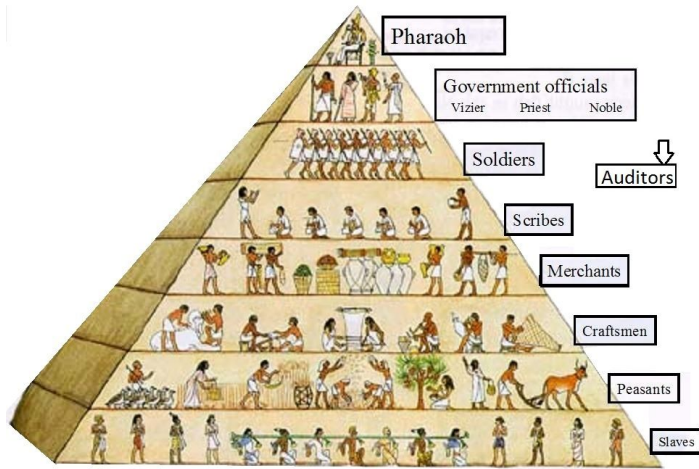 Pharaoh
Government officials
Vizier Priest Noble
Soldiers
Auditors
Scribes
Merchants
Craftsmen
Peasants
Slaves